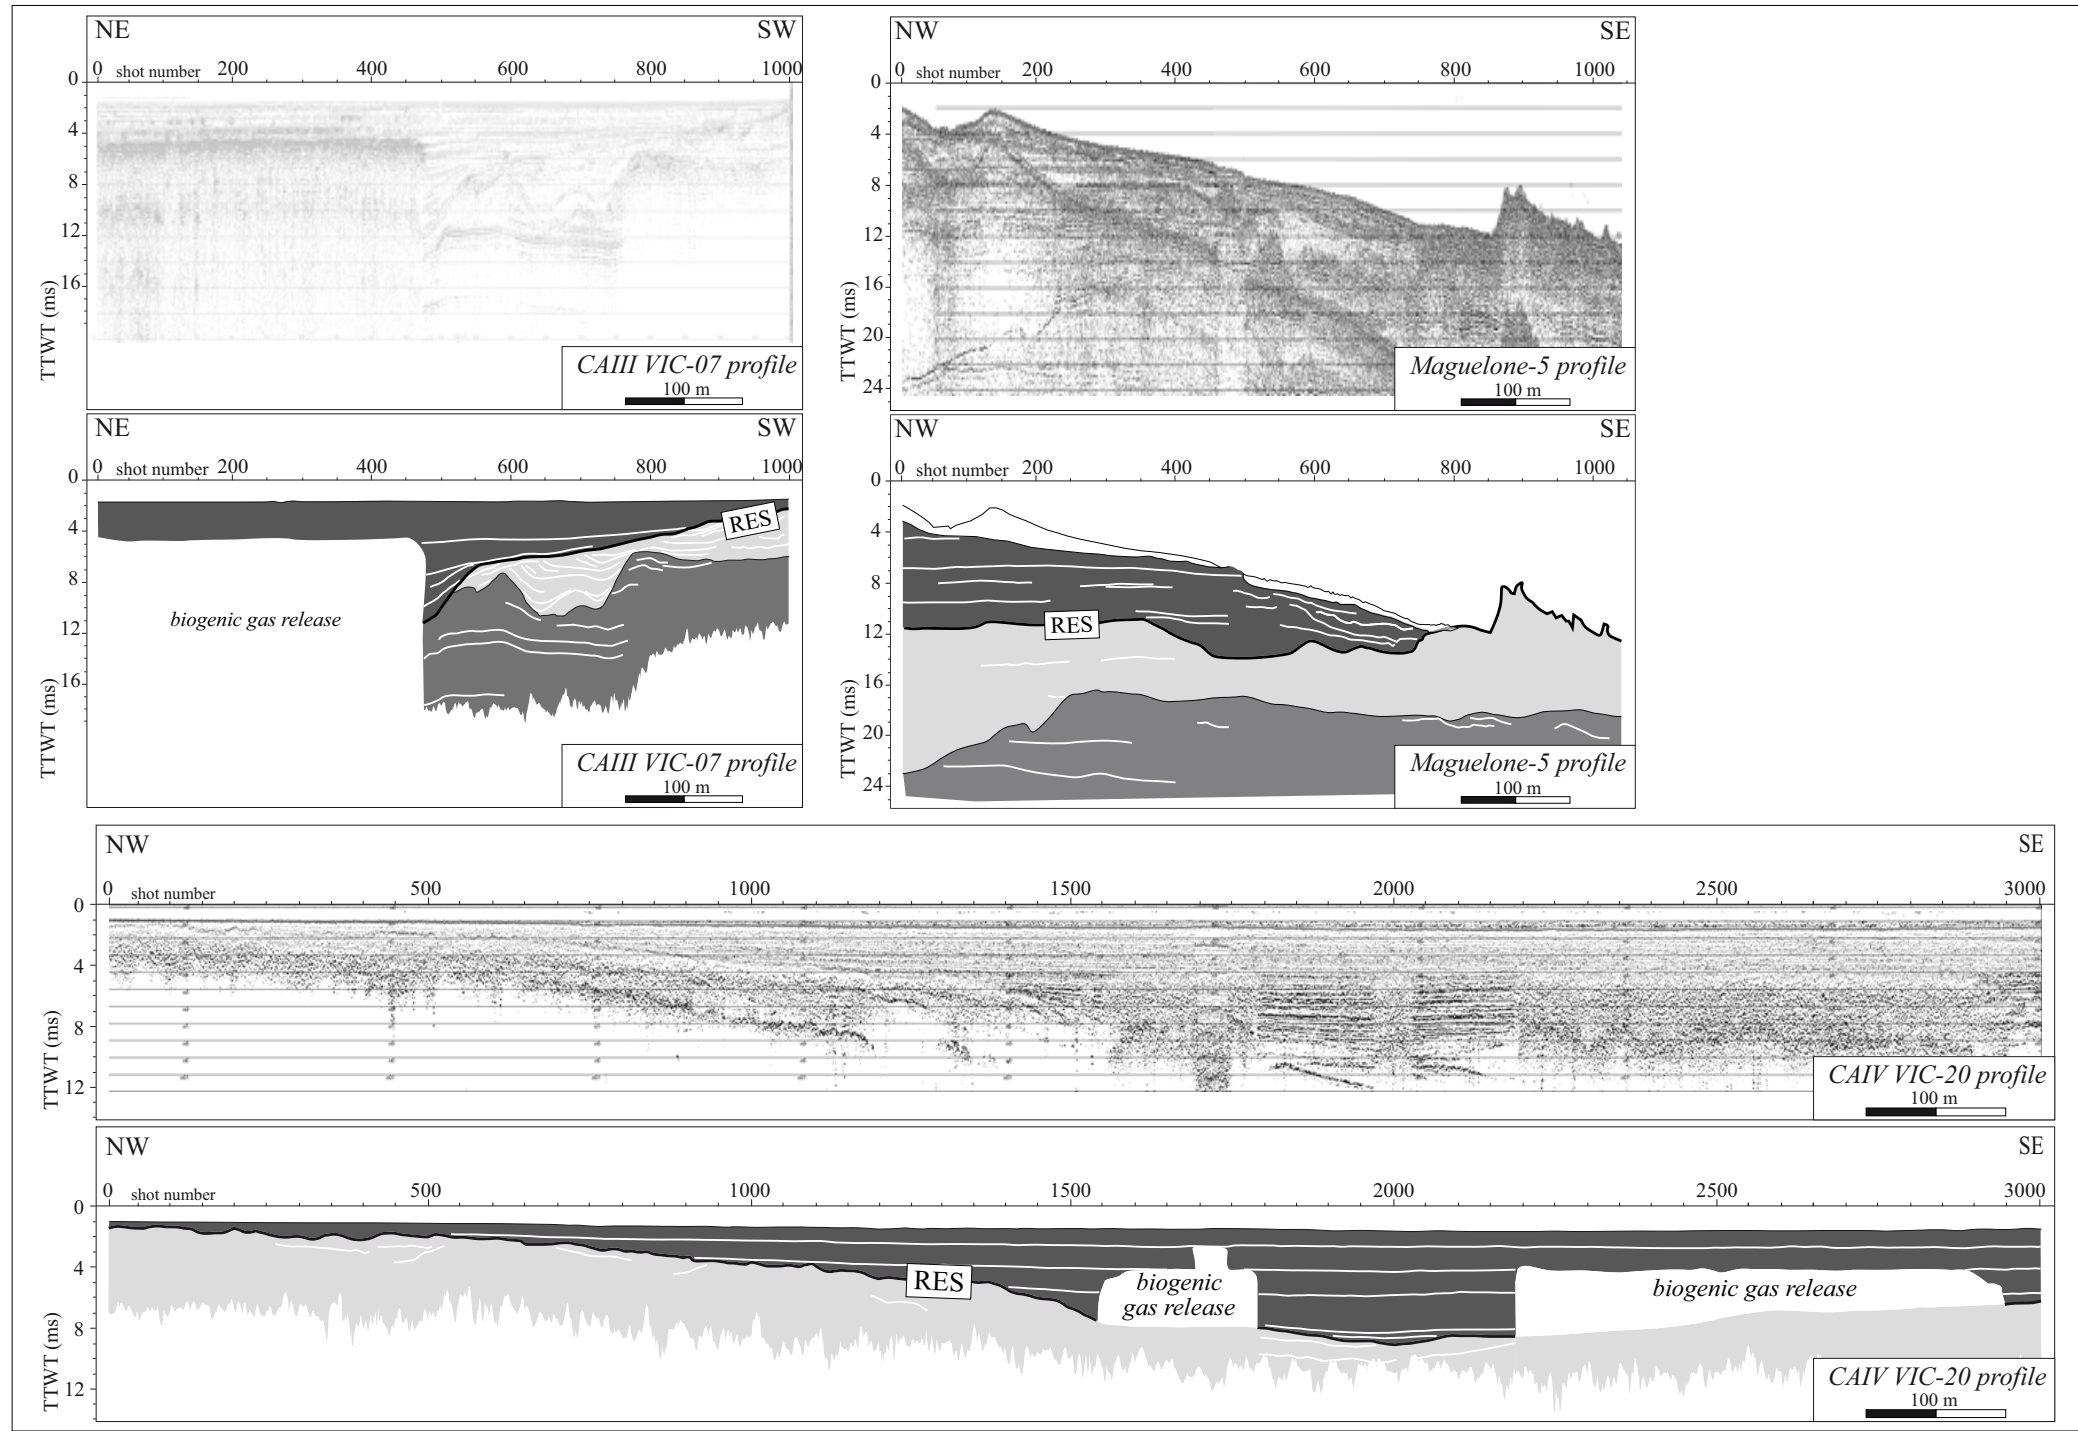 NE SW
0 shot number 200 400 600 800 1000
0
4
8
12
16
TTWT (ms)
CAIII VIC-07 profile
100 m
NW SE
0 shot number 200 400 600 800 1000
0
4
8
12
16
20
24
TTWT (ms)
Maguelone-5 profile
100 m
NE SW
0 shot number 200 400 600 800 1000
0
4
8
12
16
TTWT (ms)
RES
biogenic gas release
CAIII VIC-07 profile
100 m
NW SE
0 shot number 200 400 600 800 1000
0
4
8
12
16
20
24
TTWT (ms)
RES
Maguelone-5 profile
100 m
NW SE
0 shot number 500 1000 1500 2000 2500 3000
0
4
8
12
TTWT (ms)
CAIV VIC-20 profile
100 m
NW SE
0 shot number 500 1000 1500 2000 2500 3000
0
4
8
12
TTWT (ms)
RES
biogenic
gas release
biogenic gas release
CAIV VIC-20 profile
100 m